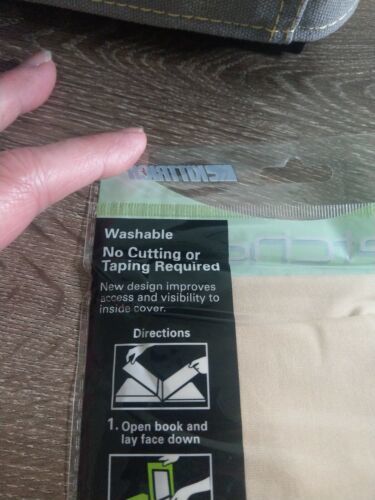 Washable
No Cutting or
Taping Required
New design improves
access and visibility to
inside cover.
Directions
1. Open book and
lay face down